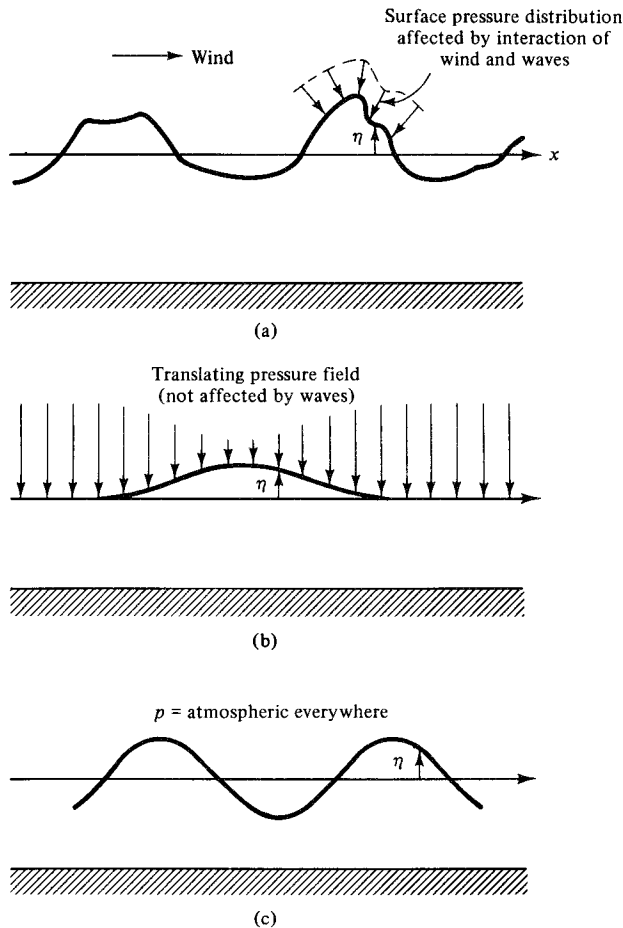 Surface pressure distribution
affected by interaction of
wind and waves
Wind
η
x
(a)
Translating pressure field
(not affected by waves)
η
(b)
p = atmospheric everywhere
η
(c)